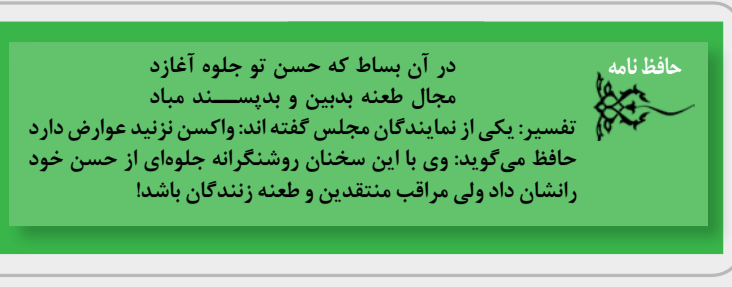 حافظ نامه
در آن بساط که حسن تو جلوه آغازد
مجال طعنه بدبین و بدپســـند مباد
تفسیر: یکی از نمایندگان مجلس گفته اند: واکسن نزنید عوارض دارد
حافظ می‌گوید: وی با این سخنان روشنگرانه جلوه‌ای از حسن خود
رانشان داد ولی مراقب منتقدین و طعنه زنندگان باشد!